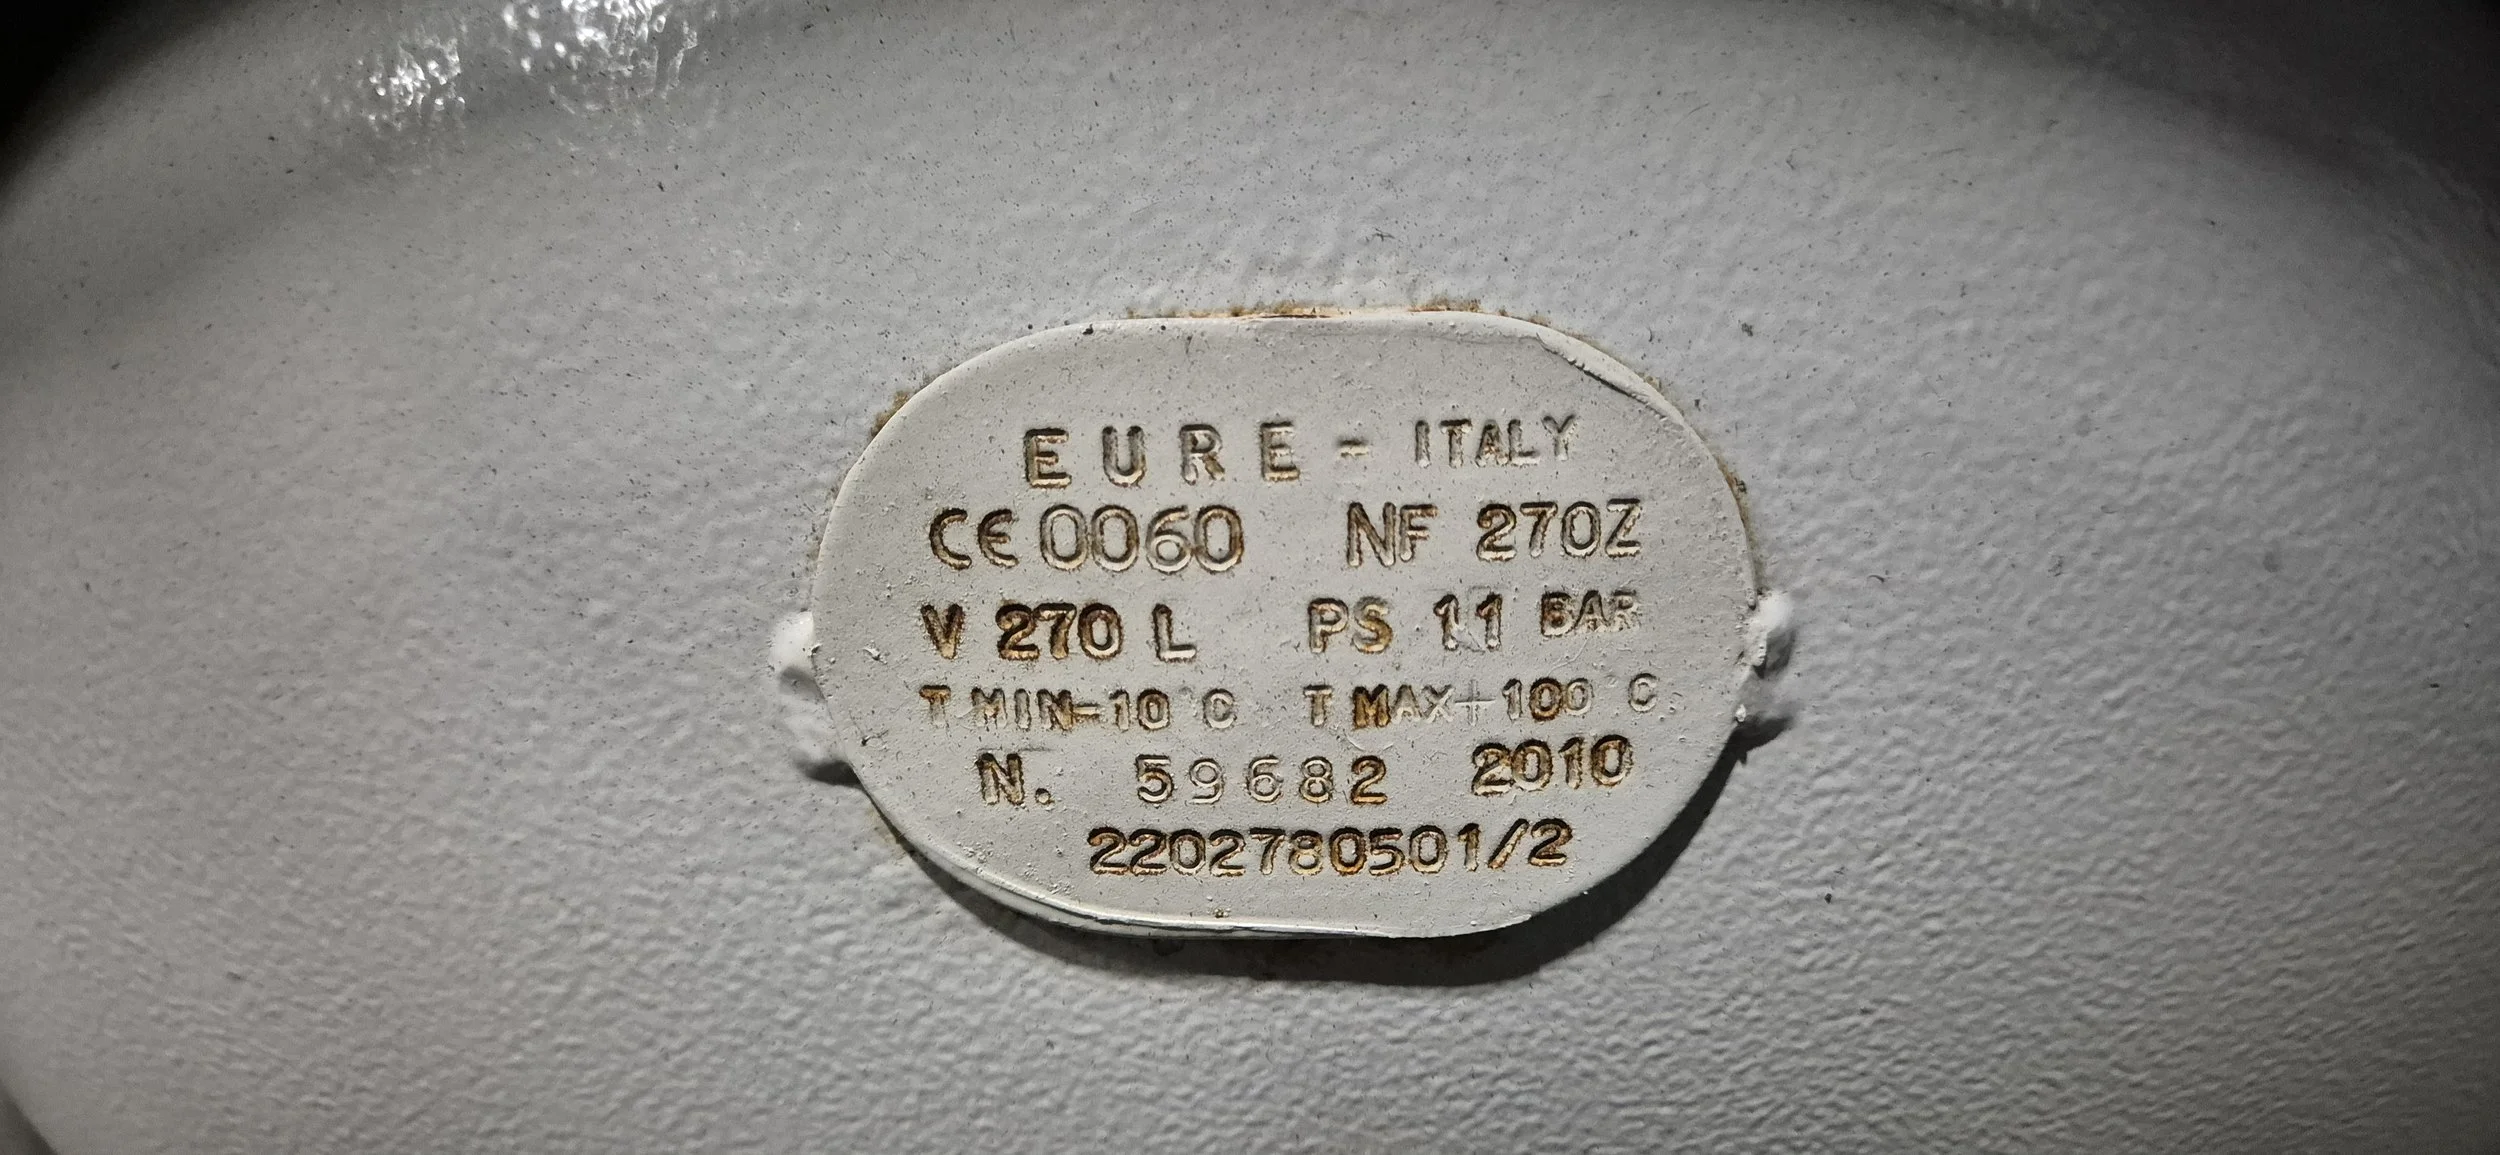 EURE - ITALY
CE 0060 NF 270Z
V 270 L PS 11 BAR
T MIN-10°C T MAX+100°C
N. 59682 2010
2202780501/2